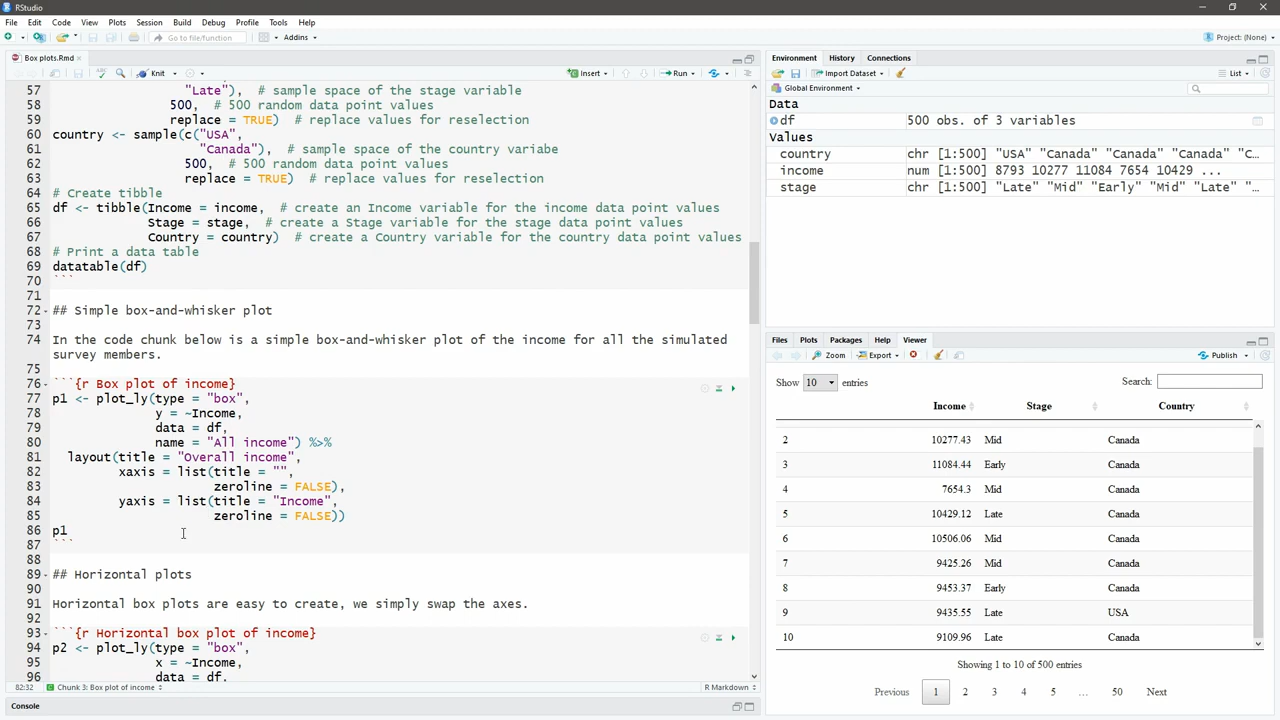 RStudio
File Edit Code View Plots Session Build Debug Profile Tools Help
Go to file/function Addins Project: (None)
Box plots.Rmd
Knit Insert Run
57 "Late"), # sample space of the stage variable
58 500, # 500 random data point values
59 replace = TRUE) # replace values for reselection
60 country <- sample(c("USA",
61 "Canada"), # sample space of the country variabe
62 500, # 500 random data point values
63 replace = TRUE) # replace values for reselection
64 # Create tibble
65 df <- tibble(Income = income, # create an Income variable for the income data point values
66 Stage = stage, # create a Stage variable for the stage data point values
67 Country = country) # create a Country variable for the country data point values
68 # Print a data table
69 datatable(df)
70 ```
71
72 ## Simple box-and-whisker plot
73
74 In the code chunk below is a simple box-and-whisker plot of the income for all the simulated
survey members.
75
76 ```{r Box plot of income}
77 p1 <- plot_ly(type = "box",
78 y = ~Income,
79 data = df,
80 name = "All income") %>%
81 layout(title = "Overall income",
82 xaxis = list(title = "",
83 zeroline = FALSE),
84 yaxis = list(title = "Income",
85 zeroline = FALSE))
86 p1
87 ```
88
89 ## Horizontal plots
90
91 Horizontal box plots are easy to create, we simply swap the axes.
92
93 ```{r Horizontal box plot of income}
94 p2 <- plot_ly(type = "box",
95 x = ~Income,
96 data = df,
82:32 Chunk 3: Box plot of income R Markdown
Console
Environment History Connections
Import Dataset List
Global Environment
Data
df 500 obs. of 3 variables
Values
country chr [1:500] "USA" "Canada" "Canada" "Canada" "C…
income num [1:500] 8793 10277 11084 7654 10429 ...
stage chr [1:500] "Late" "Mid" "Early" "Mid" "Late" "…
Files Plots Packages Help Viewer
Zoom Export Publish
Show 10 entries Search:
Income Stage Country
2 10277.43 Mid Canada
3 11084.44 Early Canada
4 7654.3 Mid Canada
5 10429.12 Late Canada
6 10506.06 Mid Canada
7 9425.26 Mid Canada
8 9453.37 Early Canada
9 9435.55 Late USA
10 9109.96 Late Canada
Showing 1 to 10 of 500 entries
Previous 1 2 3 4 5 … 50 Next